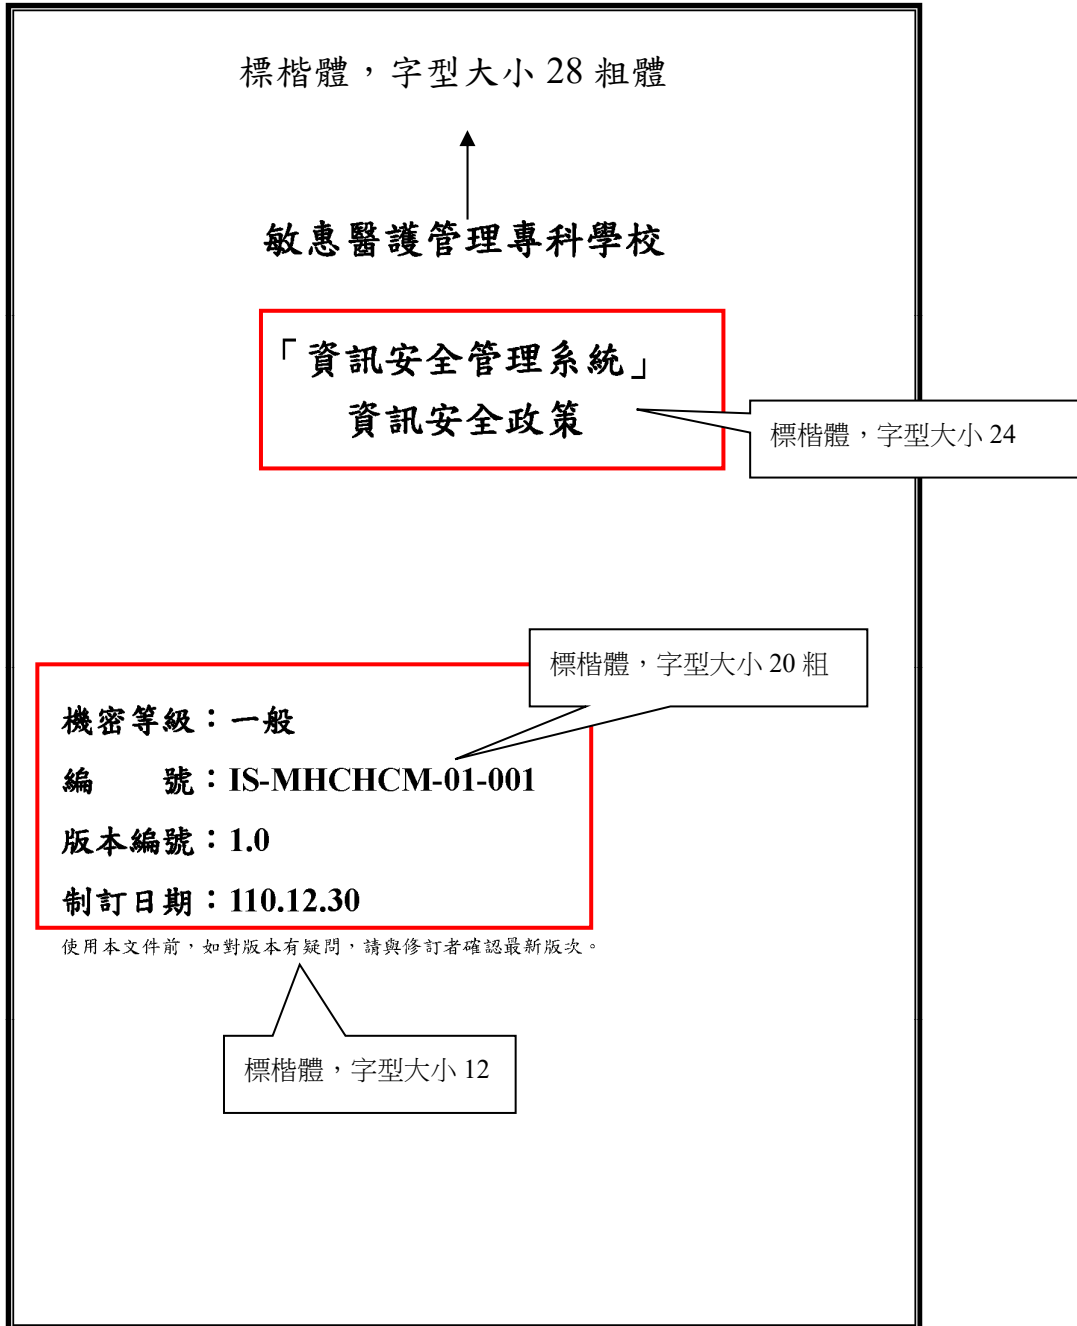 標楷體，字型大小 28 粗體
敏惠醫護管理專科學校
「資訊安全管理系統」
資訊安全政策
標楷體，字型大小 24
標楷體，字型大小 20 粗
機密等級：一般
編　　號：IS-MHCHCM-01-001
版本編號：1.0
制訂日期：110.12.30
使用本文件前，如對版本有疑問，請與修訂者確認最新版次。
標楷體，字型大小 12